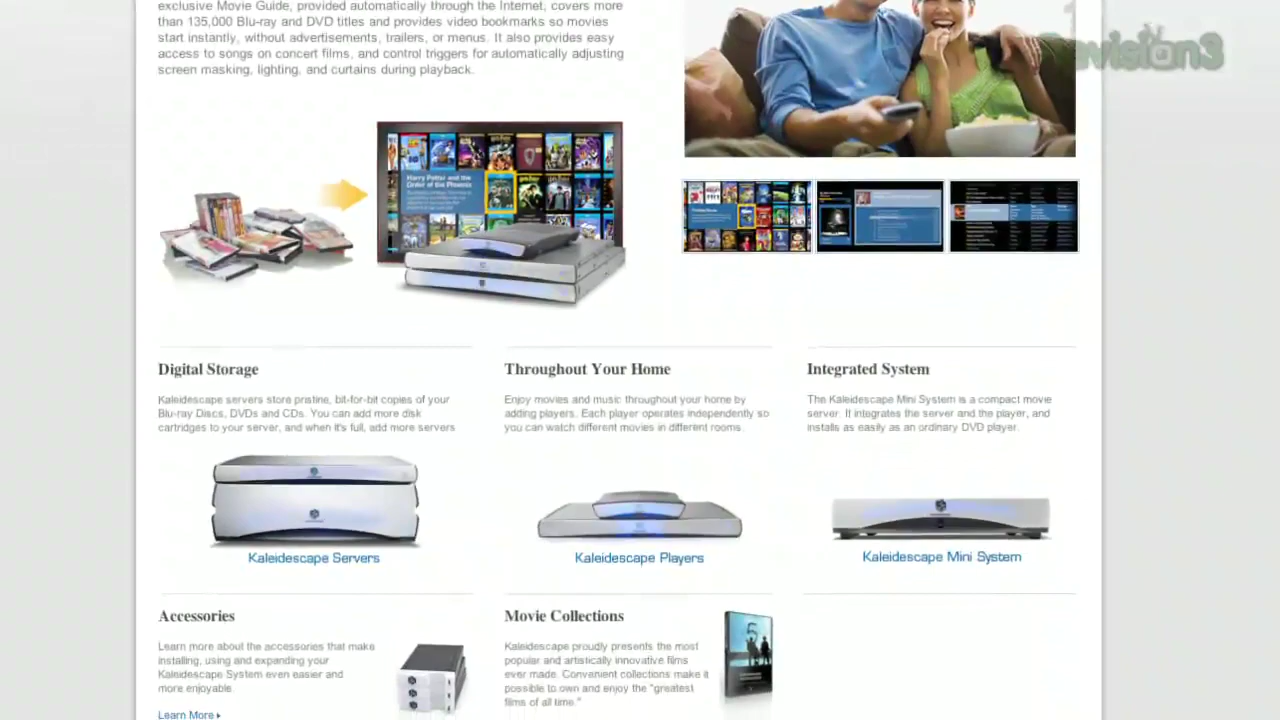 exclusive Movie Guide, provided automatically through the Internet, covers more
than 135,000 Blu-ray and DVD titles and provides video bookmarks so movies
start instantly, without advertisements, trailers, or menus. It also provides easy
access to songs on concert films, and control triggers for automatically adjusting
screen masking, lighting, and curtains during playback.
Revision3
Harry Potter and the
Order of the Phoenix
Digital Storage
Kaleidescape servers store pristine, bit-for-bit copies of your
Blu-ray Discs, DVDs and CDs. You can add more disk
cartridges to your server, and when it's full, add more servers
Kaleidescape Servers
Throughout Your Home
Enjoy movies and music throughout your home by
adding players. Each player operates independently so
you can watch different movies in different rooms.
Kaleidescape Players
Integrated System
The Kaleidescape Mini System is a compact movie
server. It integrates the server and the player, and
installs as easily as an ordinary DVD player.
Kaleidescape Mini System
Accessories
Learn more about the accessories that make
installing, using and expanding your
Kaleidescape System even easier and
more enjoyable.
Learn More
Movie Collections
Kaleidescape proudly presents the most
popular and artistically innovative films
ever made. Convenient collections make it
possible to own and enjoy the "greatest
films of all time."